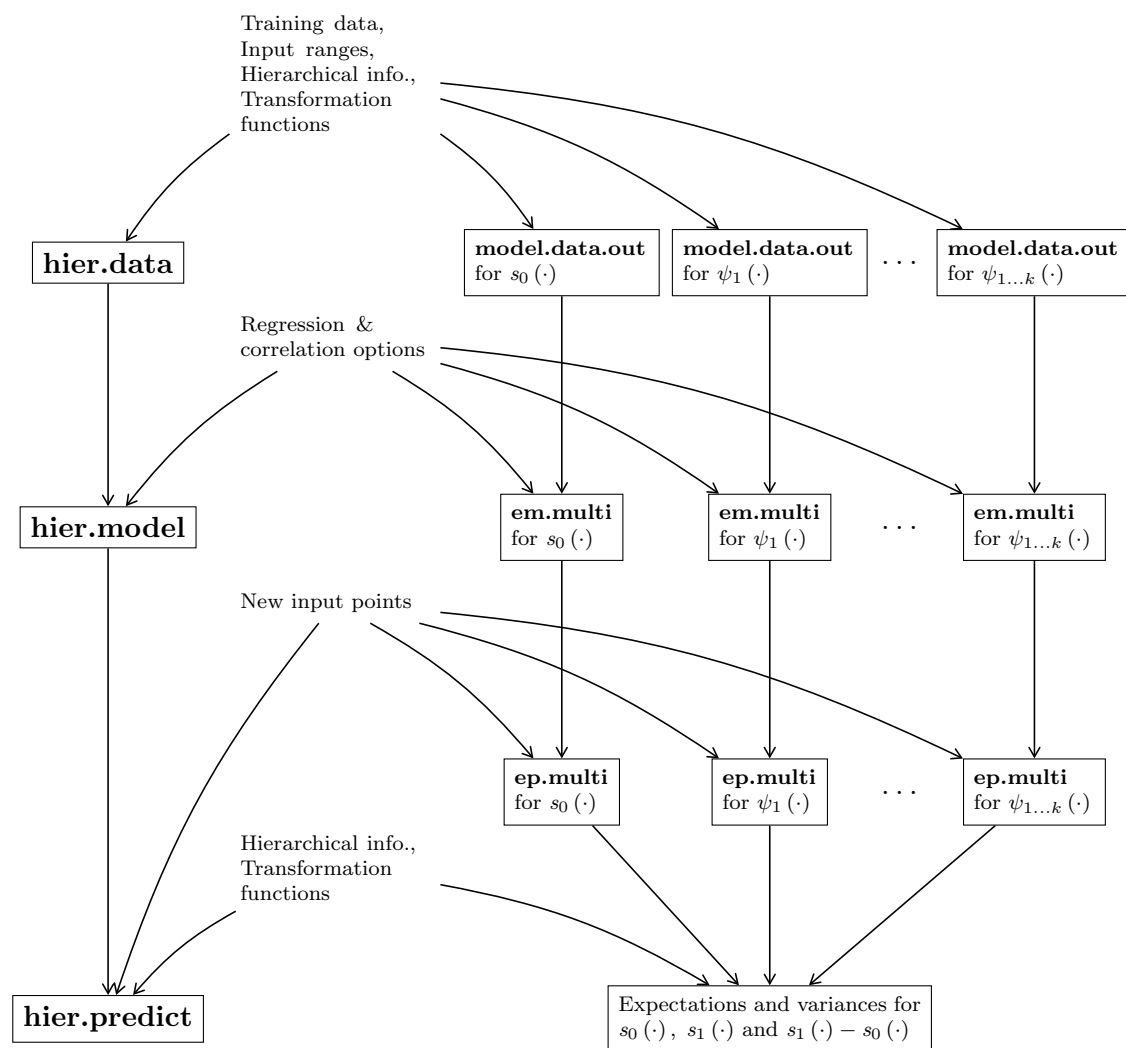 Training data,
Input ranges,
Hierarchical info.,
Transformation
functions
hier.data
model.data.out
for s₀ (·)
model.data.out
for ψ₁ (·)
. . .
model.data.out
for ψ₁…ₖ (·)
Regression &
correlation options
hier.model
em.multi
for s₀ (·)
em.multi
for ψ₁ (·)
. . .
em.multi
for ψ₁…ₖ (·)
New input points
ep.multi
for s₀ (·)
ep.multi
for ψ₁ (·)
. . .
ep.multi
for ψ₁…ₖ (·)
Hierarchical info.,
Transformation
functions
hier.predict
Expectations and variances for
s₀ (·) , s₁ (·) and s₁ (·) − s₀ (·)